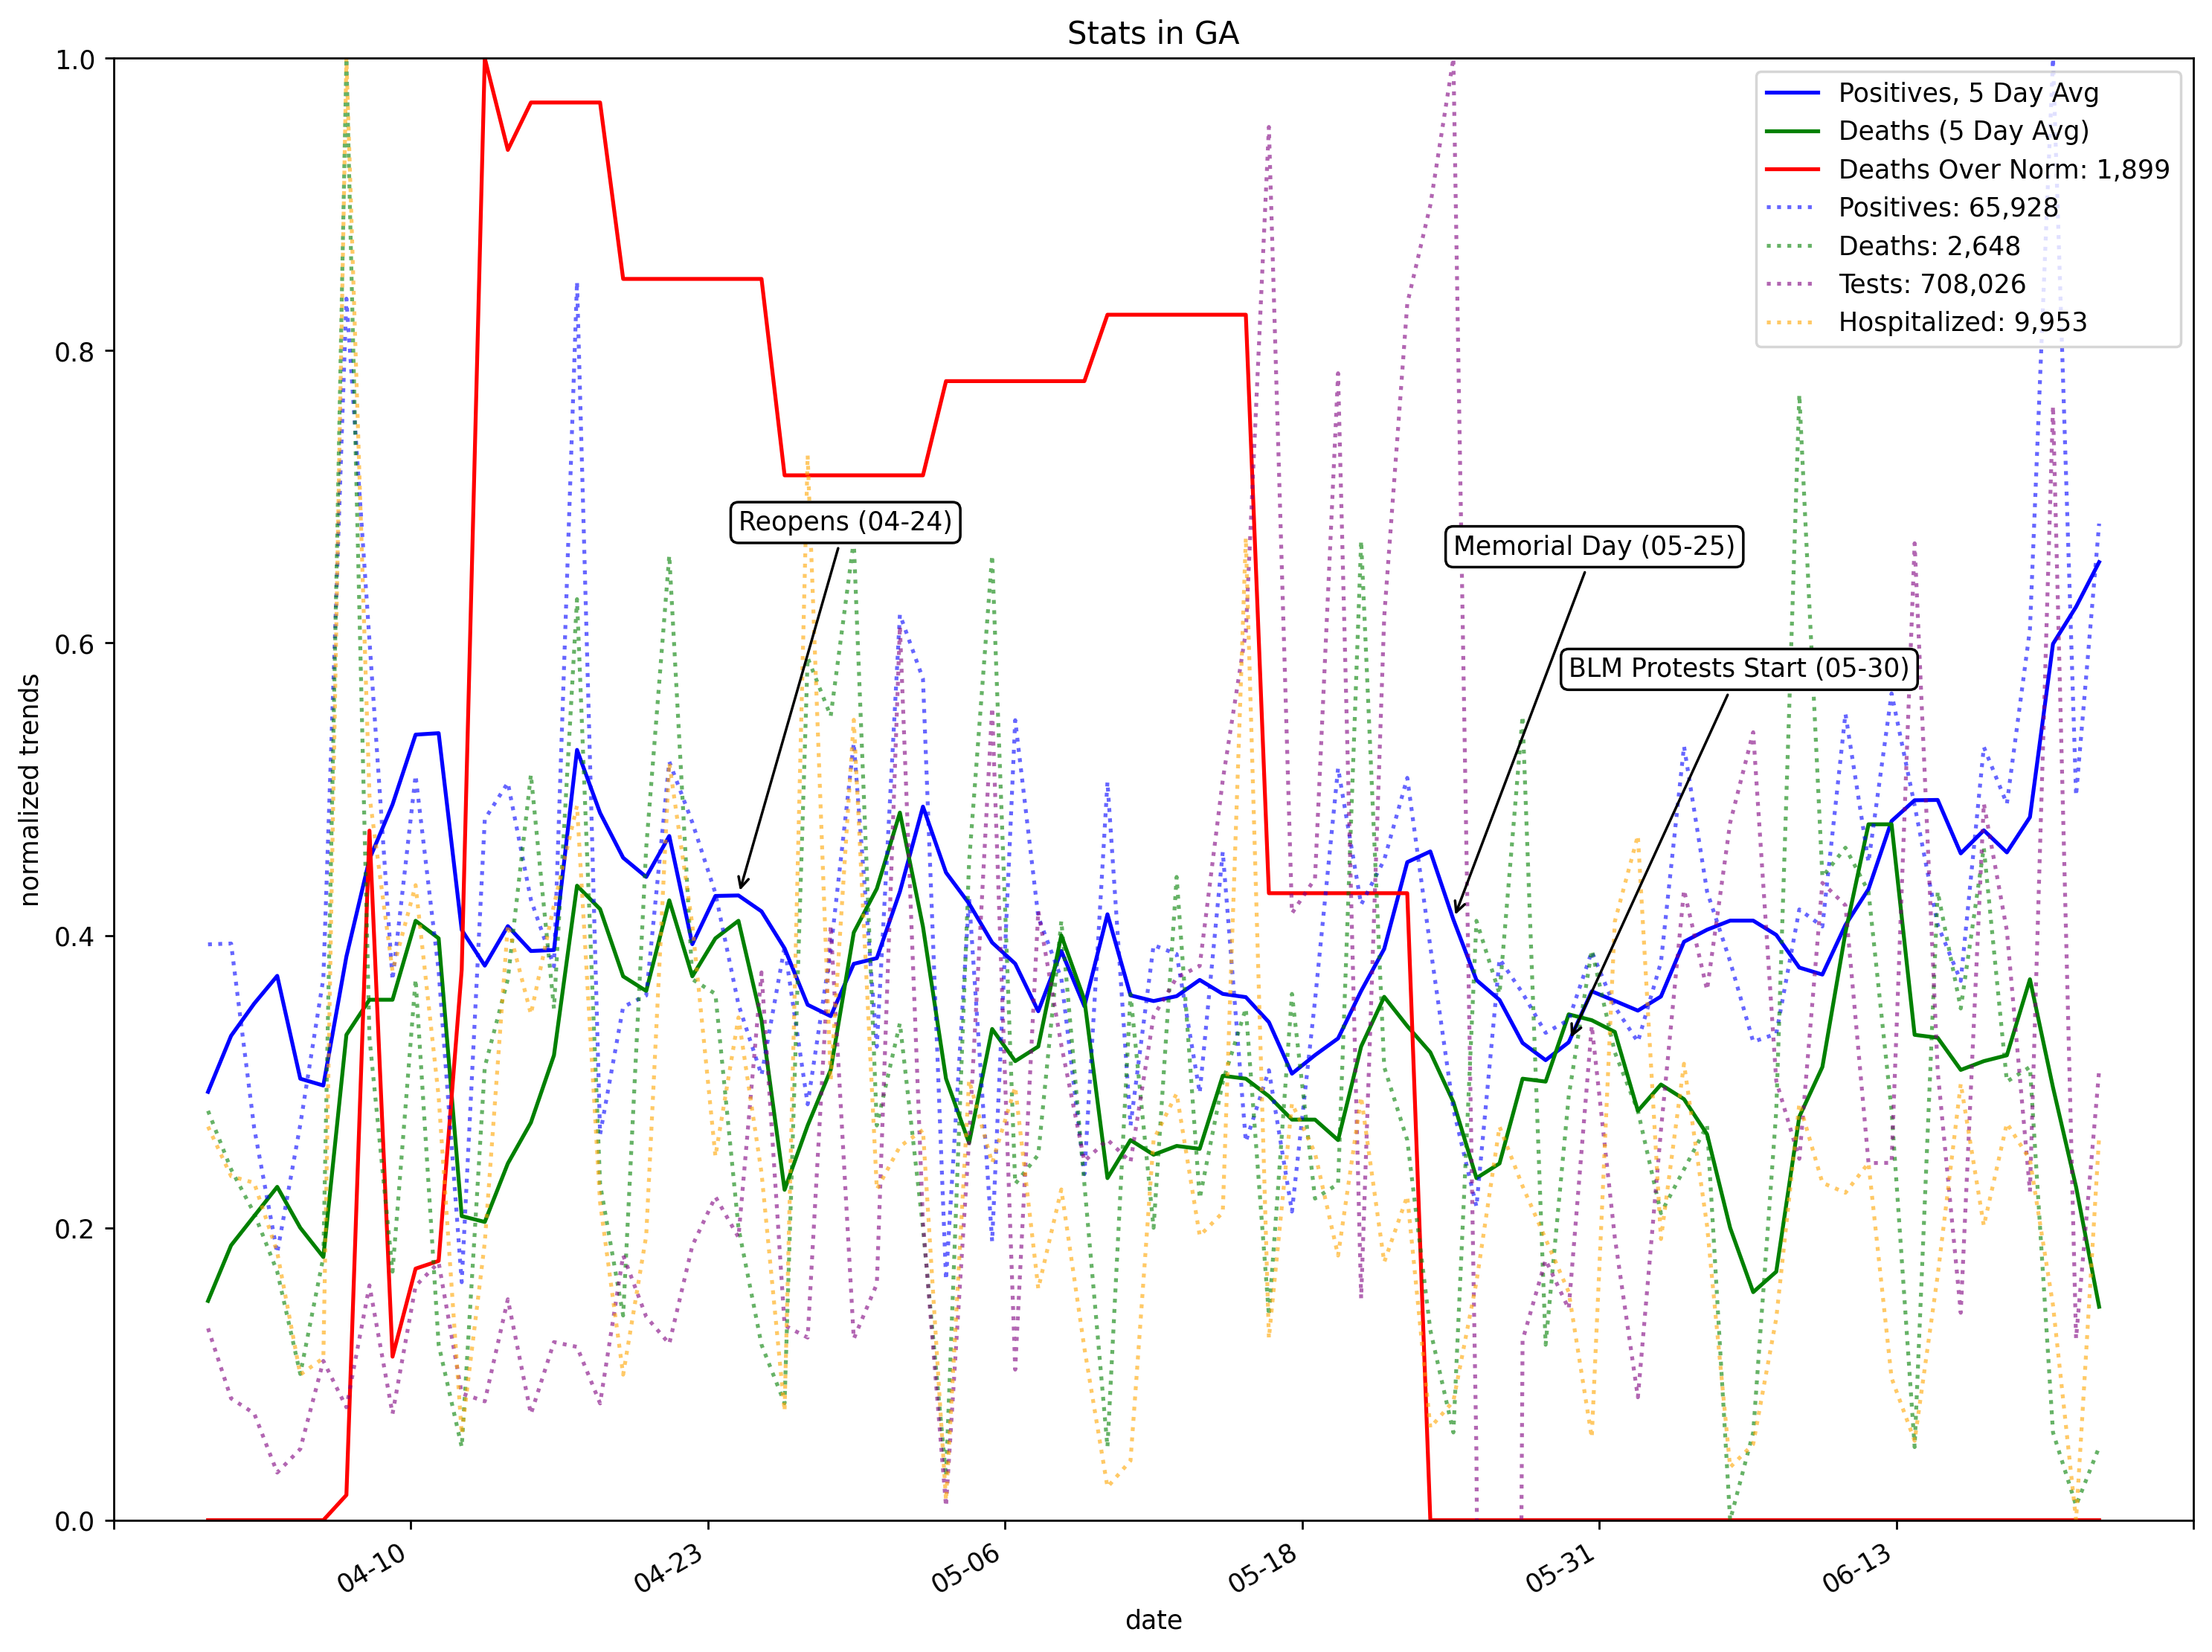 Stats in GA
1.0
0.8
0.6
0.4
0.2
0.0
normalized trends
Positives, 5 Day Avg
Deaths (5 Day Avg)
Deaths Over Norm: 1,899
Positives: 65,928
Deaths: 2,648
Tests: 708,026
Hospitalized: 9,953
Reopens (04-24)
Memorial Day (05-25)
BLM Protests Start (05-30)
04-10
04-23
05-06
05-18
05-31
06-13
date